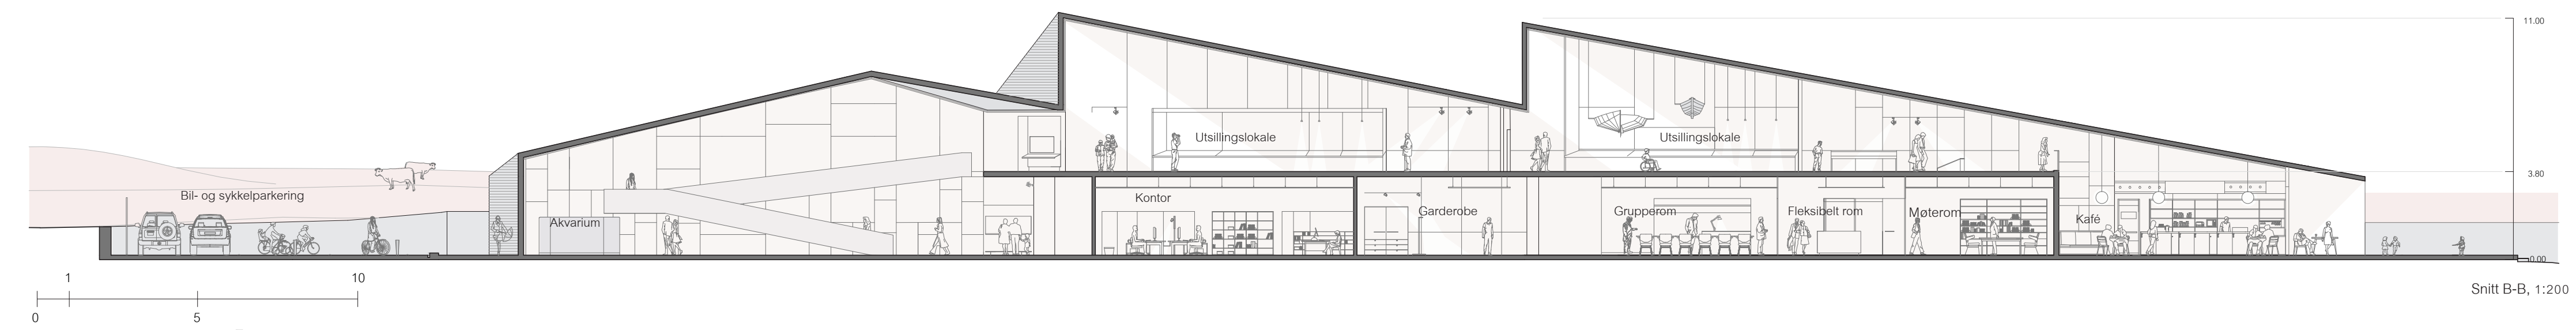 11.00
Utsillingslokale
Utsillingslokale
3.80
Bil- og sykkelparkering
Akvarium
Kontor
Garderobe
Grupperom
Fleksibelt rom
Møterom
Kafé
0.00
1 10
0 5
Snitt B-B, 1:200